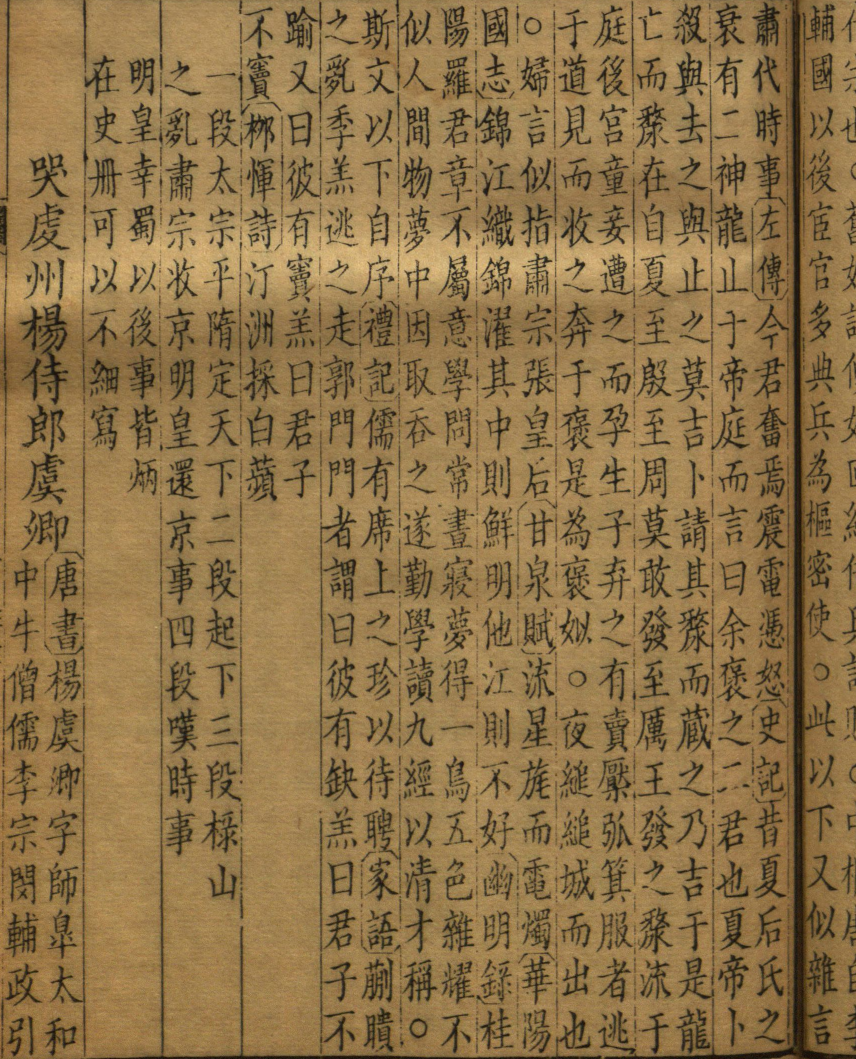 輔國以後宦官多典兵為樞密使○此以下又似雜言
肅代時事左傳今君奮焉震電憑怒史記昔夏后氏之
衰有二神龍止于帝庭而言曰余褒之二君也夏帝卜
殺與去之與止之莫吉卜請其漦而藏之乃吉于是龍
亡而漦在自夏至殷至周莫敢發至厲王發之漦流于
庭後宮童妾遭之而孕生子弃之有賣檿弧箕服者逃
于道見而收之奔于褒是為褒姒○夜縋縋城而出也
○婦言似指肅宗張皇后甘泉賦流星旄而電燭華陽
國志錦江織錦濯其中則鮮明他江則不好幽明録桂
陽羅君章不屬意學問常晝寢夢得一鳥五色雜耀不
似人間物夢中因取吞之遂勤學讀九經以清才稱○
斯文以下自序禮記儒有席上之珍以待聘家語蒯聵
之亂季羔逃之走郭門門者謂曰彼有缺羔曰君子不
踰又曰彼有竇羔曰君子
不竇柳惲詩汀洲採白蘋
一段太宗平隋定天下二段起下三段祿山
之亂肅宗收京明皇還京事四段嘆時事
明皇幸蜀以後事皆炳
在史冊可以不細寫
哭虔州楊侍郎虞卿
唐書楊虞卿字師臯太和
中牛僧儒李宗閔輔政引